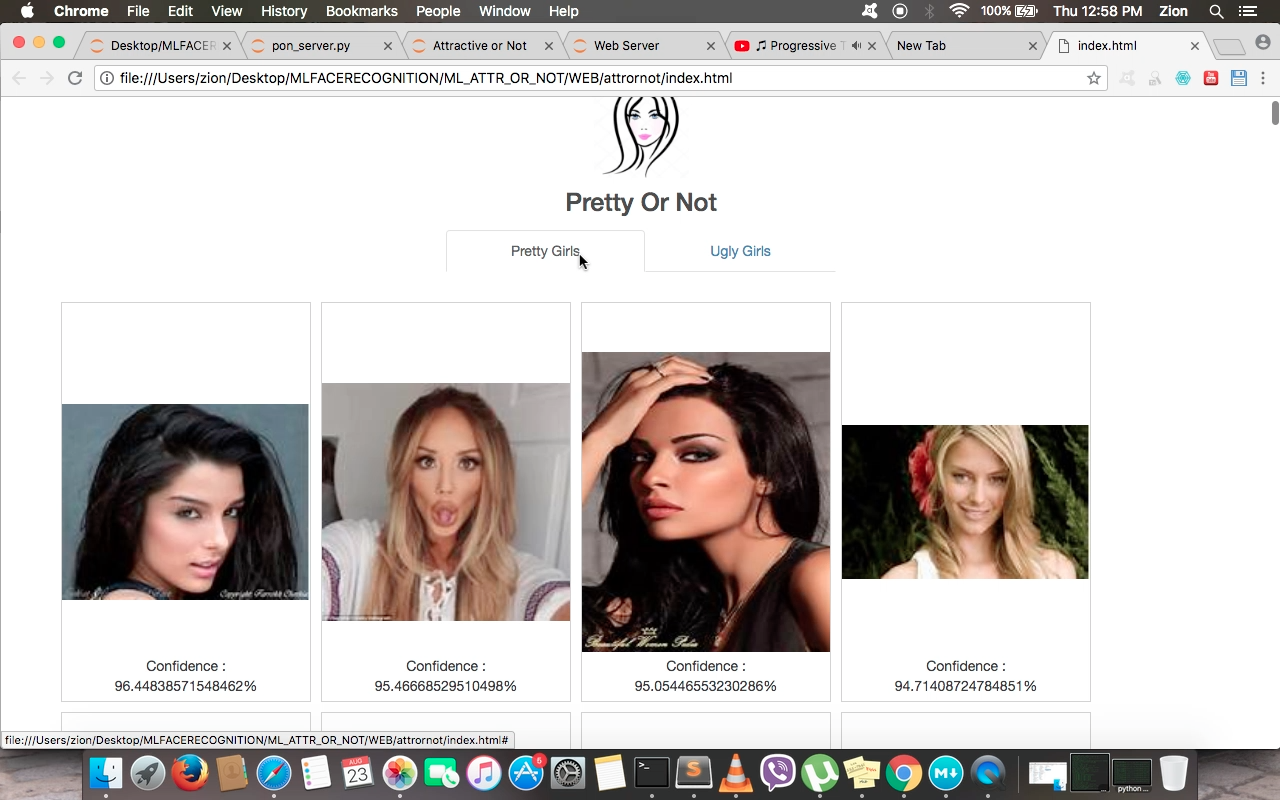 Chrome File Edit View History Bookmarks People Window Help 100% Thu 12:58 PM Zion
Desktop/MLFACER pon_server.py Attractive or Not Web Server Progressive T New Tab index.html
file:///Users/zion/Desktop/MLFACERECOGNITION/ML_ATTR_OR_NOT/WEB/attrornot/index.html
Pretty Or Not
Pretty Girls Ugly Girls
Beautiful Women Pedia
Confidence : Confidence : Confidence : Confidence :
96.44838571548462% 95.46668529510498% 95.05446553230286% 94.71408724784851%
file:///Users/zion/Desktop/MLFACERECOGNITION/ML_ATTR_OR_NOT/WEB/attrornot/index.html#
AUG
23
6
python ...